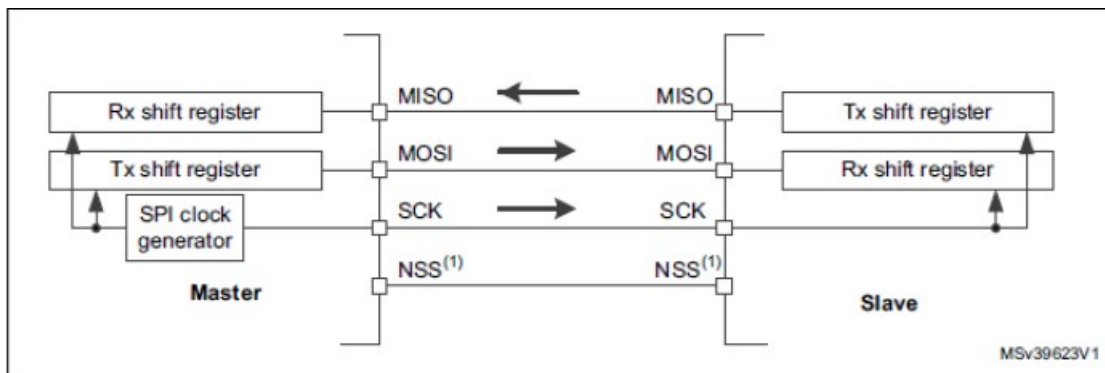 MISO MISO
Rx shift register Tx shift register
MOSI MOSI
Tx shift register Rx shift register
SCK SCK
SPI clock
generator
NSS(1) NSS(1)
Master Slave
MSv39623V1